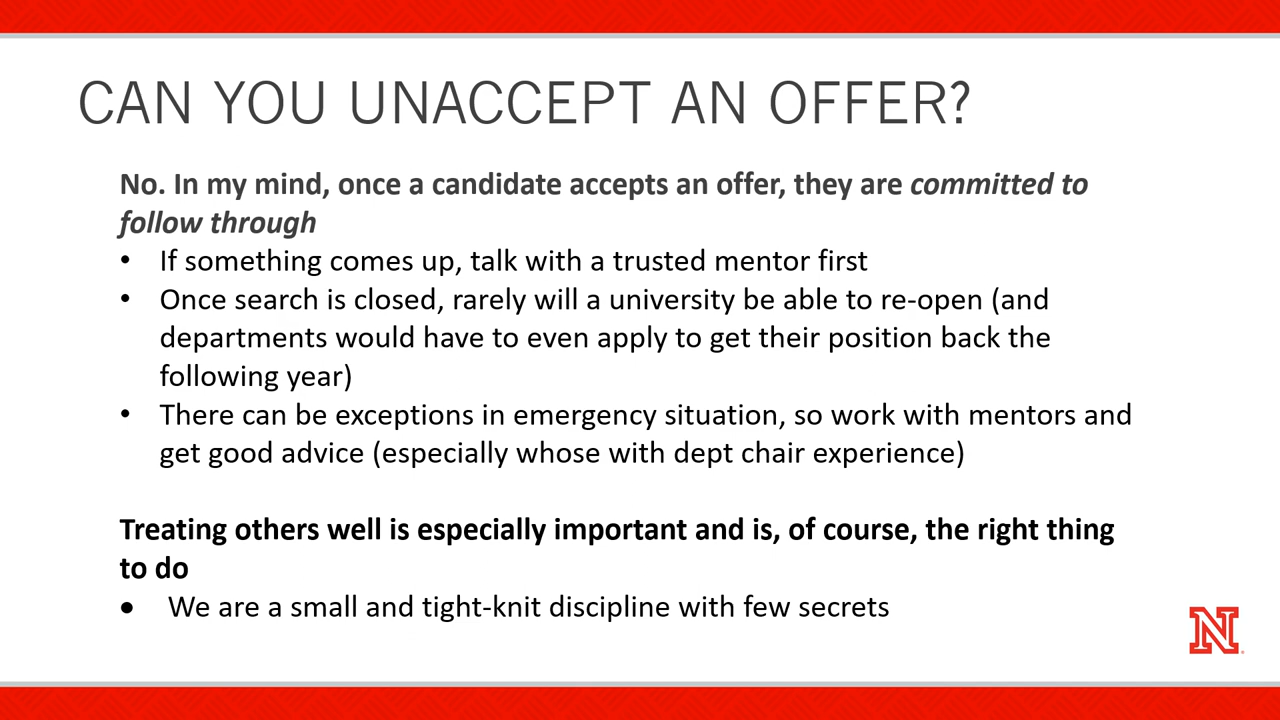 CAN YOU UNACCEPT AN OFFER?
No. In my mind, once a candidate accepts an offer, they are committed to
follow through
• If something comes up, talk with a trusted mentor first
• Once search is closed, rarely will a university be able to re-open (and
departments would have to even apply to get their position back the
following year)
• There can be exceptions in emergency situation, so work with mentors and
get good advice (especially whose with dept chair experience)
Treating others well is especially important and is, of course, the right thing
to do
• We are a small and tight-knit discipline with few secrets
N